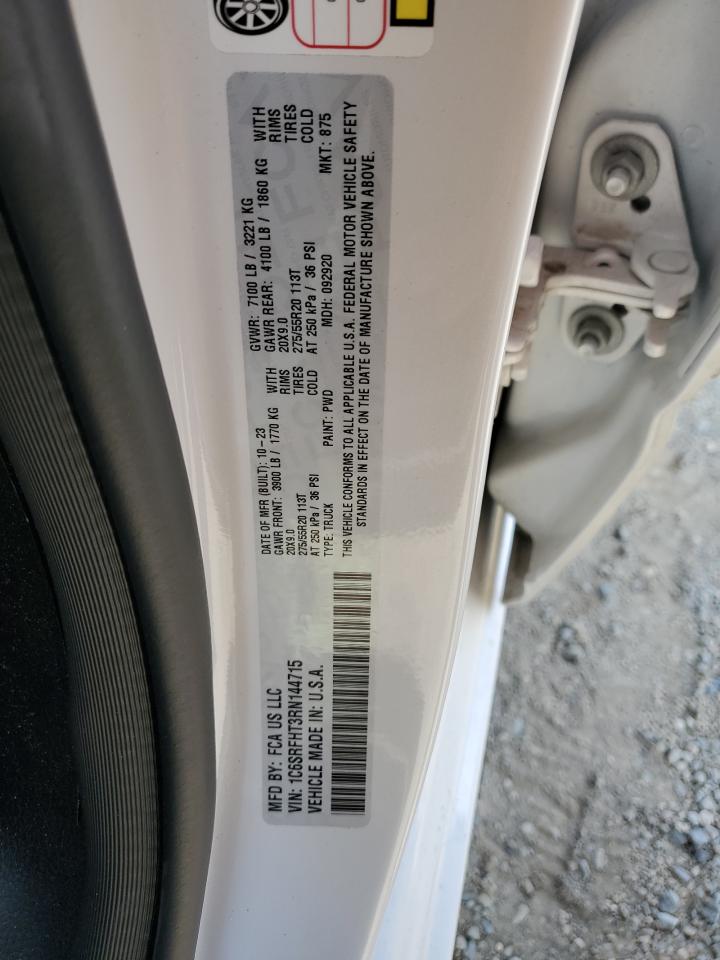 MFD BY: FCA US LLC
VIN: 1C6SRFHT3RN144715
VEHICLE MADE IN: U.S.A.
DATE OF MFR (BUILT): 10-23
GAWR FRONT: 3900 LB / 1770 KG WITH
20X9.0 RIMS
275/55R20 113T TIRES
AT 250 kPa / 36 PSI COLD
TYPE: TRUCK PAINT: PWD
GVWR: 7100 LB / 3221 KG
GAWR REAR: 4100 LB / 1860 KG WITH
20X9.0 RIMS
275/55R20 113T TIRES
AT 250 kPa / 36 PSI COLD
MDH: 092920 MKT: 875
THIS VEHICLE CONFORMS TO ALL APPLICABLE U.S.A. FEDERAL MOTOR VEHICLE SAFETY
STANDARDS IN EFFECT ON THE DATE OF MANUFACTURE SHOWN ABOVE.